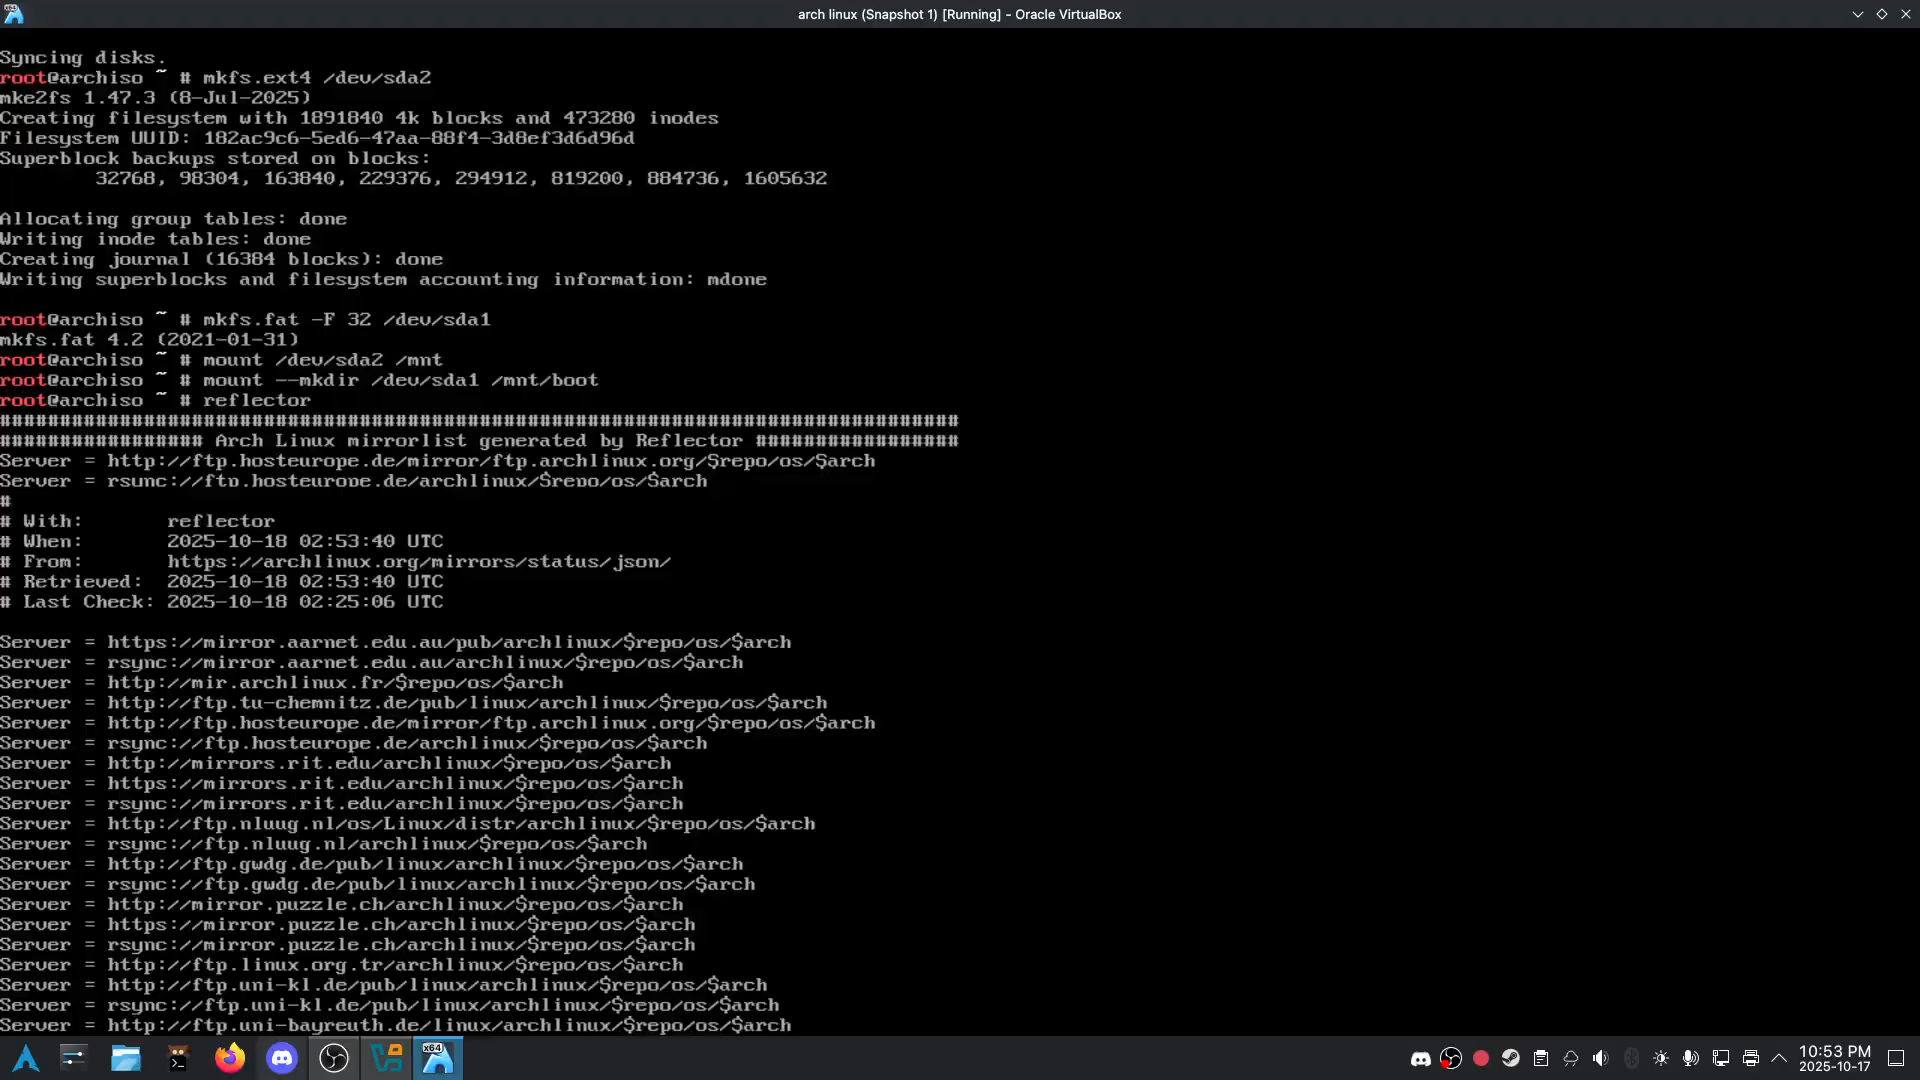 arch linux (Snapshot 1) [Running] - Oracle VirtualBox
Syncing disks.
root@archiso ~ # mkfs.ext4 /dev/sda2
mke2fs 1.47.3 (8-Jul-2025)
Creating filesystem with 1891840 4k blocks and 473280 inodes
Filesystem UUID: 182ac9c6-5ed6-47aa-88f4-3d8ef3d6d96d
Superblock backups stored on blocks:
32768, 98304, 163840, 229376, 294912, 819200, 884736, 1605632
Allocating group tables: done
Writing inode tables: done
Creating journal (16384 blocks): done
Writing superblocks and filesystem accounting information: mdone
root@archiso ~ # mkfs.fat -F 32 /dev/sda1
mkfs.fat 4.2 (2021-01-31)
root@archiso ~ # mount /dev/sda2 /mnt
root@archiso ~ # mount --mkdir /dev/sda1 /mnt/boot
root@archiso ~ # reflector
################################################################################
################# Arch Linux mirrorlist generated by Reflector #################
Server = http://ftp.hosteurope.de/mirror/ftp.archlinux.org/$repo/os/$arch
Server = rsync://ftp.hosteurope.de/archlinux/$repo/os/$arch
#
# With: reflector
# When: 2025-10-18 02:53:40 UTC
# From: https://archlinux.org/mirrors/status/json/
# Retrieved: 2025-10-18 02:53:40 UTC
# Last Check: 2025-10-18 02:25:06 UTC
Server = https://mirror.aarnet.edu.au/pub/archlinux/$repo/os/$arch
Server = rsync://mirror.aarnet.edu.au/archlinux/$repo/os/$arch
Server = http://mir.archlinux.fr/$repo/os/$arch
Server = http://ftp.tu-chemnitz.de/pub/linux/archlinux/$repo/os/$arch
Server = http://ftp.hosteurope.de/mirror/ftp.archlinux.org/$repo/os/$arch
Server = rsync://ftp.hosteurope.de/archlinux/$repo/os/$arch
Server = http://mirrors.rit.edu/archlinux/$repo/os/$arch
Server = https://mirrors.rit.edu/archlinux/$repo/os/$arch
Server = rsync://mirrors.rit.edu/archlinux/$repo/os/$arch
Server = http://ftp.nluug.nl/os/Linux/distr/archlinux/$repo/os/$arch
Server = rsync://ftp.nluug.nl/archlinux/$repo/os/$arch
Server = http://ftp.gwdg.de/pub/linux/archlinux/$repo/os/$arch
Server = rsync://ftp.gwdg.de/pub/linux/archlinux/$repo/os/$arch
Server = http://mirror.puzzle.ch/archlinux/$repo/os/$arch
Server = https://mirror.puzzle.ch/archlinux/$repo/os/$arch
Server = rsync://mirror.puzzle.ch/archlinux/$repo/os/$arch
Server = http://ftp.linux.org.tr/archlinux/$repo/os/$arch
Server = http://ftp.uni-kl.de/pub/linux/archlinux/$repo/os/$arch
Server = rsync://ftp.uni-kl.de/pub/linux/archlinux/$repo/os/$arch
Server = http://ftp.uni-bayreuth.de/linux/archlinux/$repo/os/$arch
x64
10:53 PM
2025-10-17